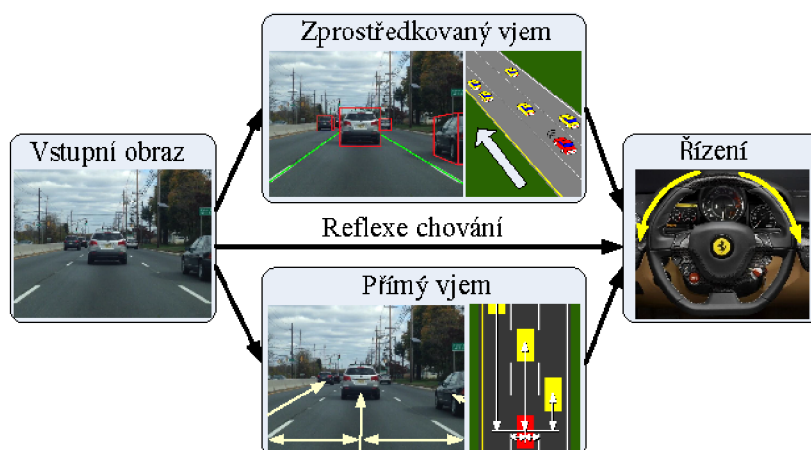 Zprostředkovaný vjem
Vstupní obraz
Řízení
Reflexe chování
Přímý vjem